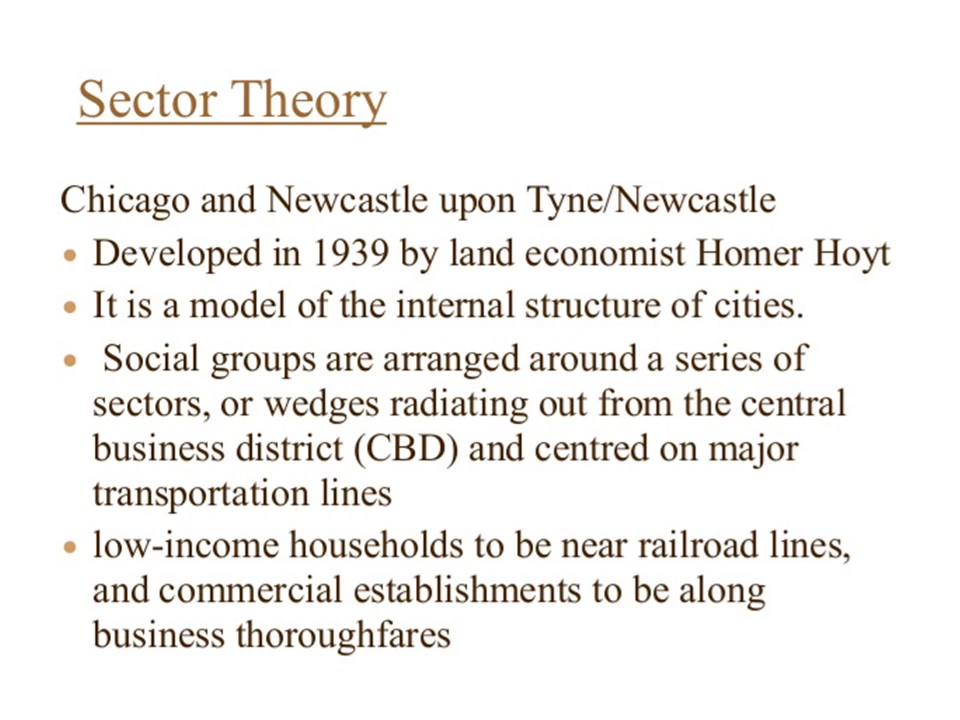 Sector Theory
Chicago and Newcastle upon Tyne/Newcastle
• Developed in 1939 by land economist Homer Hoyt
• It is a model of the internal structure of cities.
• Social groups are arranged around a series of
sectors, or wedges radiating out from the central
business district (CBD) and centred on major
transportation lines
• low-income households to be near railroad lines,
and commercial establishments to be along
business thoroughfares